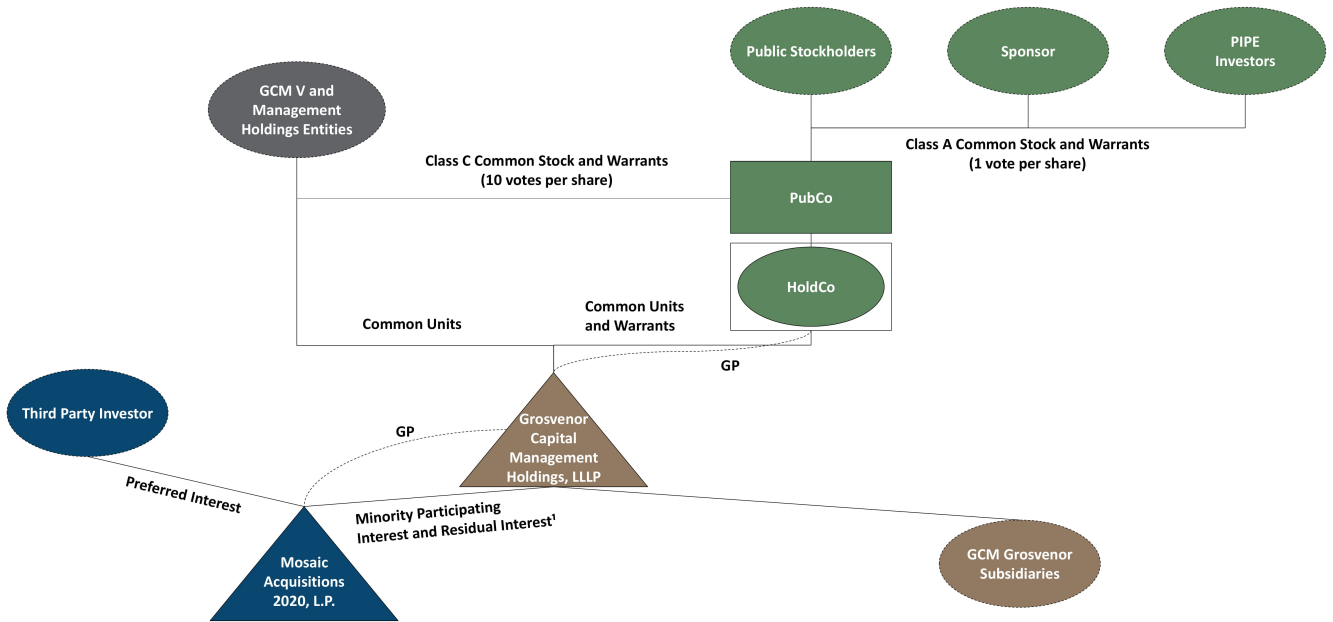 Public Stockholders
Sponsor
PIPE
Investors
GCM V and
Management
Holdings Entities
Class A Common Stock and Warrants
(1 vote per share)
Class C Common Stock and Warrants
(10 votes per share)
PubCo
HoldCo
Common Units
Common Units
and Warrants
GP
Third Party Investor
GP
Grosvenor
Capital
Management
Holdings, LLLP
Preferred Interest
Minority Participating
Interest and Residual Interest¹
Mosaic
Acquisitions
2020, L.P.
GCM Grosvenor
Subsidiaries